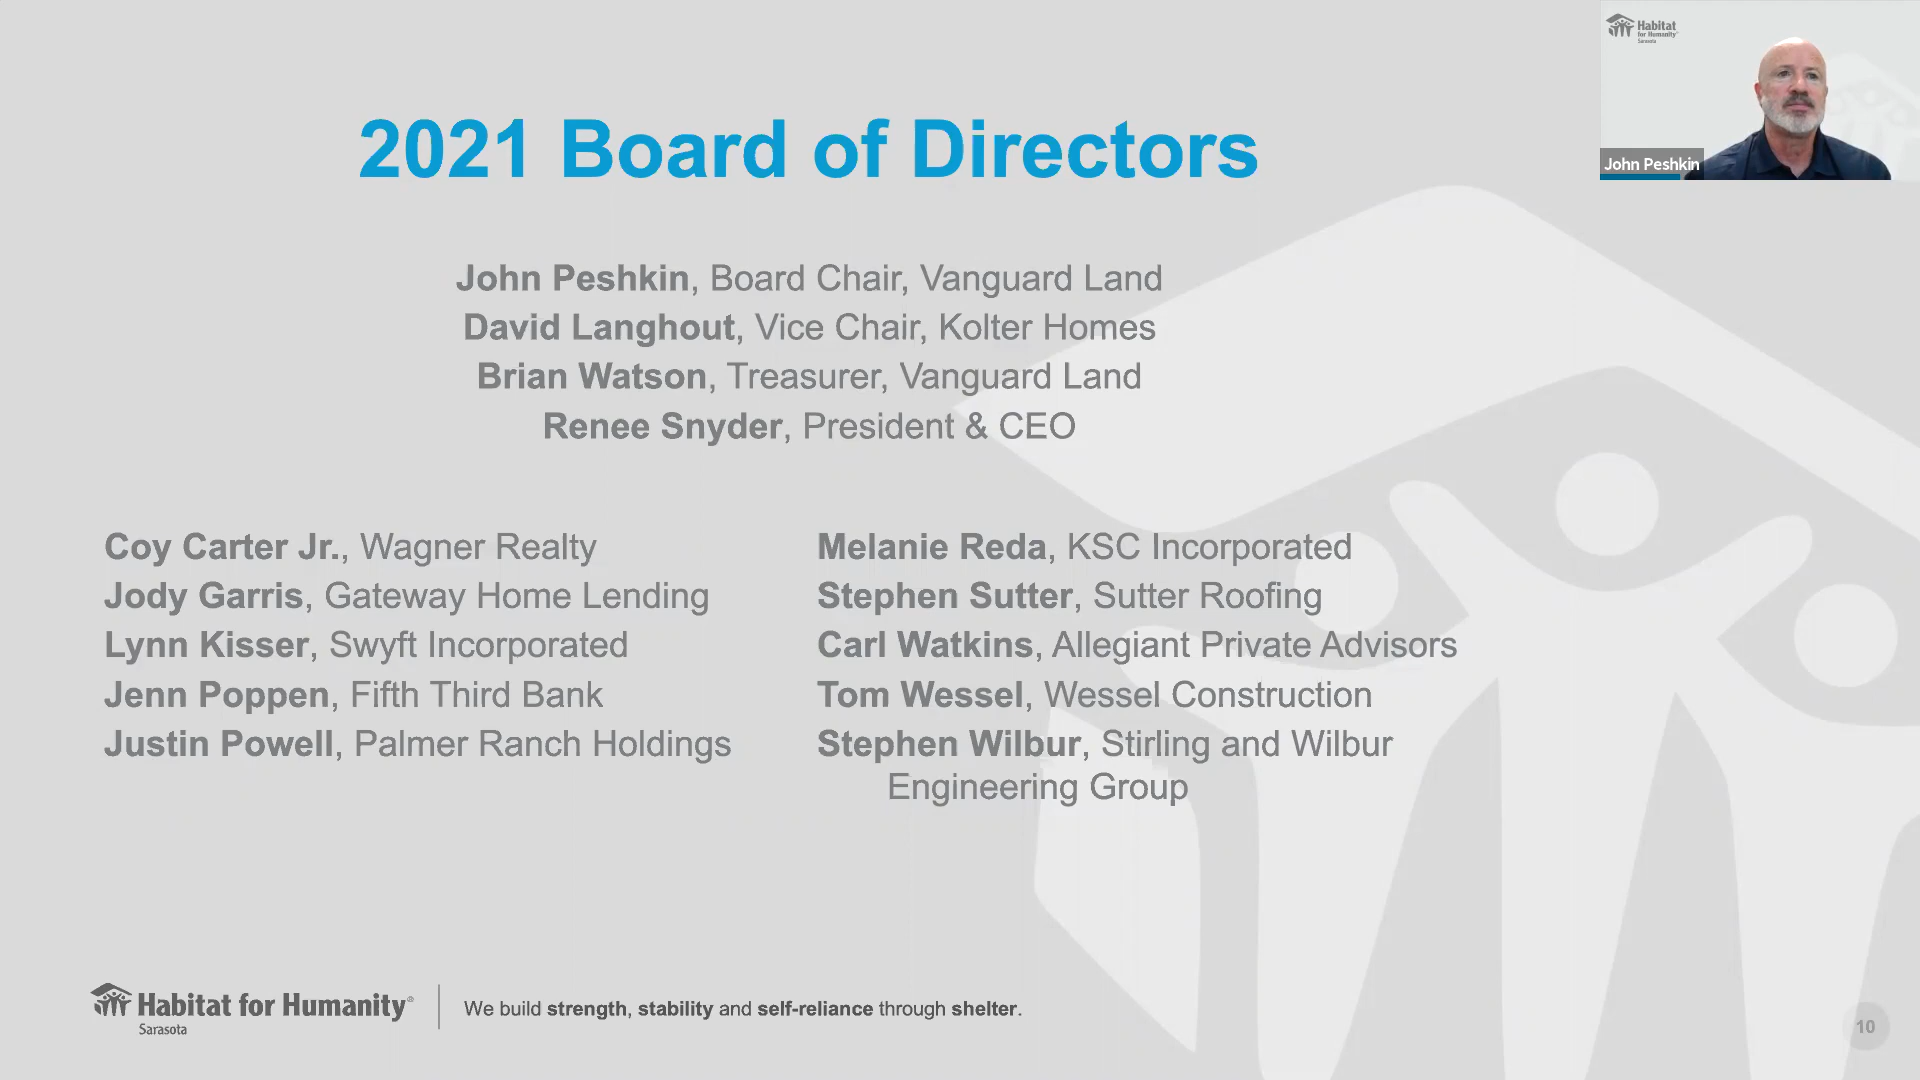 Habitat
for Humanity
Sarasota
John Peshkin
2021 Board of Directors
John Peshkin, Board Chair, Vanguard Land
David Langhout, Vice Chair, Kolter Homes
Brian Watson, Treasurer, Vanguard Land
Renee Snyder, President & CEO
Coy Carter Jr., Wagner Realty
Jody Garris, Gateway Home Lending
Lynn Kisser, Swyft Incorporated
Jenn Poppen, Fifth Third Bank
Justin Powell, Palmer Ranch Holdings
Melanie Reda, KSC Incorporated
Stephen Sutter, Sutter Roofing
Carl Watkins, Allegiant Private Advisors
Tom Wessel, Wessel Construction
Stephen Wilbur, Stirling and Wilbur
Engineering Group
Habitat for Humanity®
Sarasota
We build strength, stability and self-reliance through shelter.
10